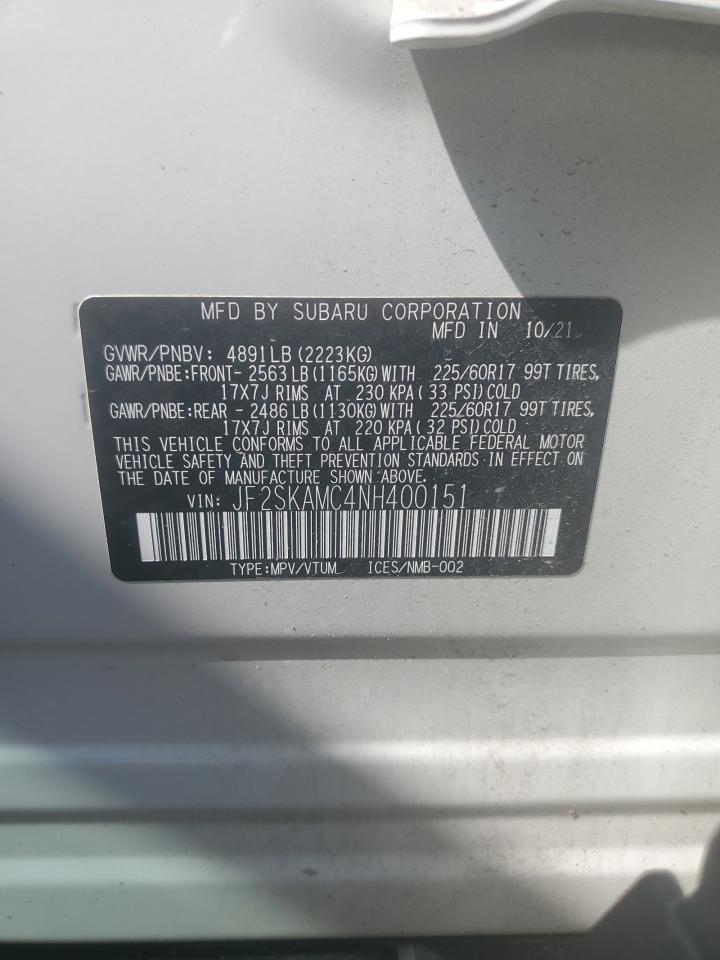 MFD BY SUBARU CORPORATION
MFD IN 10/21
GVWR/PNBV: 4891LB(2223KG)
GAWR/PNBE:FRONT- 2563LB(1165KG)WITH 225/60R17 99T TIRES,
17X7J RIMS AT 230 KPA( 33 PSI)COLD
GAWR/PNBE:REAR - 2486LB(1130KG)WITH 225/60R17 99T TIRES,
17X7J RIMS AT 220 KPA( 32 PSI)COLD
THIS VEHICLE CONFORMS TO ALL APPLICABLE FEDERAL MOTOR
VEHICLE SAFETY AND THEFT PREVENTION STANDARDS IN EFFECT ON
THE DATE OF MANUFACTURE SHOWN ABOVE.
VIN: JF2SKAMC4NH400151
TYPE:MPV/VTUM ICES/NMB-002